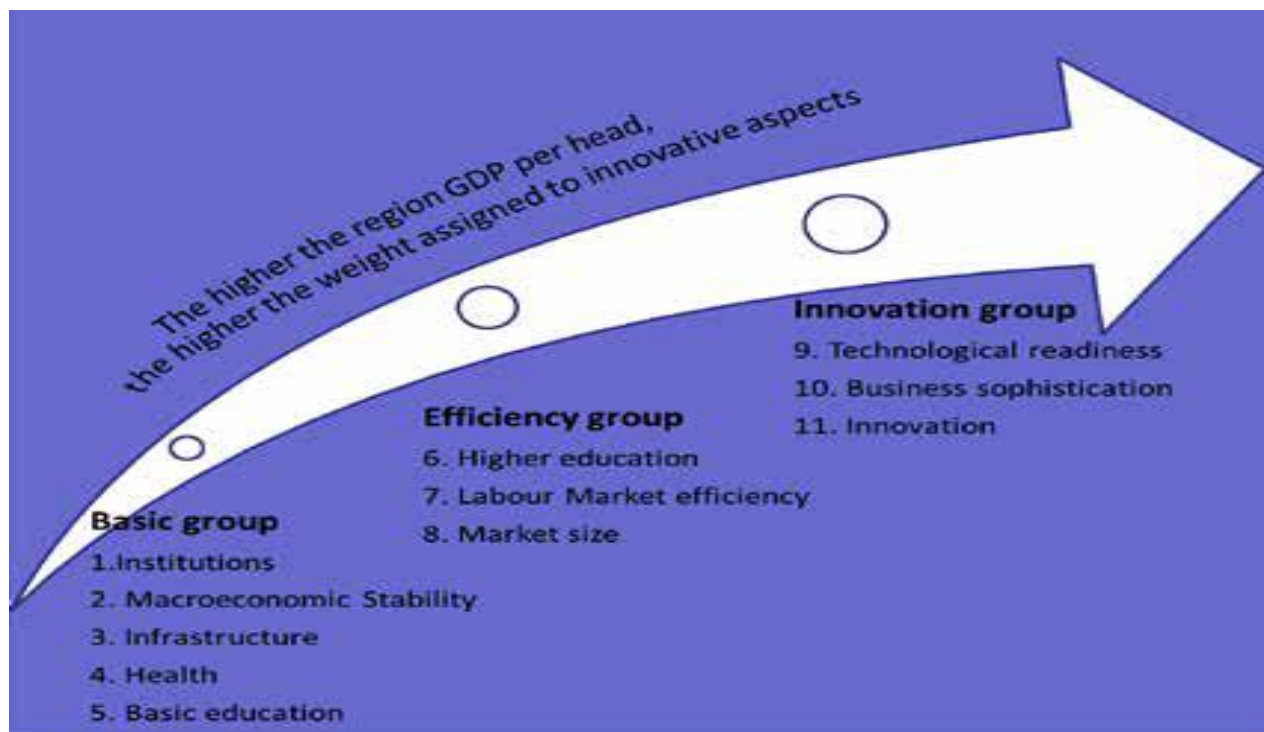 The higher the region GDP per head,
the higher the weight assigned to innovative aspects
Basic group
1.Institutions
2. Macroeconomic Stability
3. Infrastructure
4. Health
5. Basic education
Efficiency group
6. Higher education
7. Labour Market efficiency
8. Market size
Innovation group
9. Technological readiness
10. Business sophistication
11. Innovation